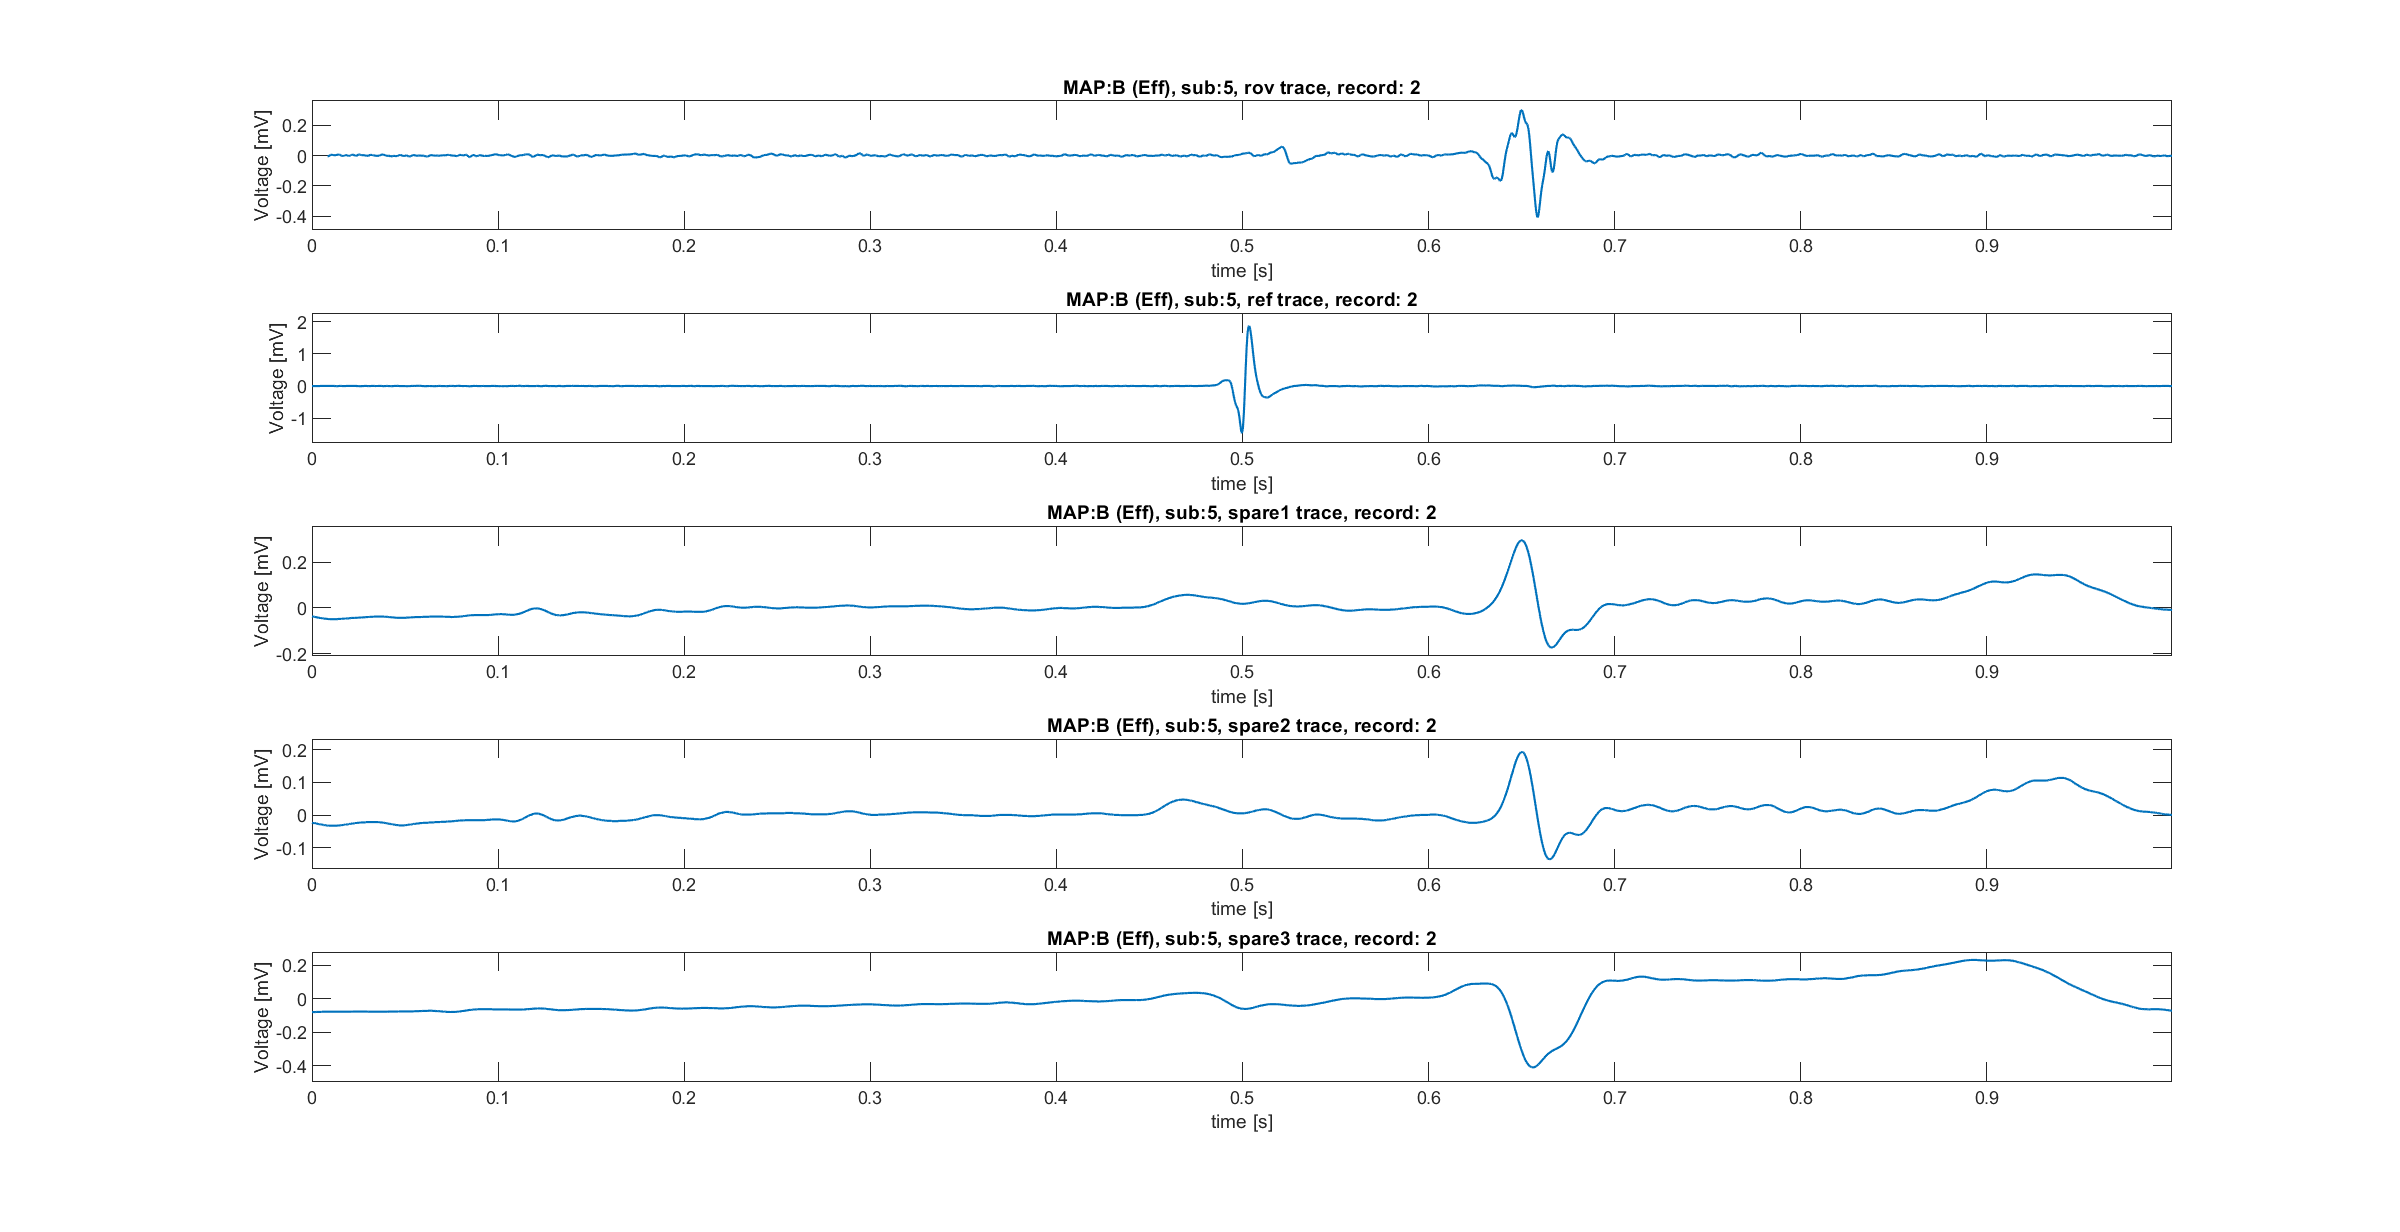 MAP:B (Eff), sub:5, rov trace, record: 2
Voltage [mV]
0.2
0
-0.2
-0.4
0 0.1 0.2 0.3 0.4 0.5 0.6 0.7 0.8 0.9
time [s]
MAP:B (Eff), sub:5, ref trace, record: 2
Voltage [mV]
2
1
0
-1
0 0.1 0.2 0.3 0.4 0.5 0.6 0.7 0.8 0.9
time [s]
MAP:B (Eff), sub:5, spare1 trace, record: 2
Voltage [mV]
0.2
0
-0.2
0 0.1 0.2 0.3 0.4 0.5 0.6 0.7 0.8 0.9
time [s]
MAP:B (Eff), sub:5, spare2 trace, record: 2
Voltage [mV]
0.2
0.1
0
-0.1
0 0.1 0.2 0.3 0.4 0.5 0.6 0.7 0.8 0.9
time [s]
MAP:B (Eff), sub:5, spare3 trace, record: 2
Voltage [mV]
0.2
0
-0.2
-0.4
0 0.1 0.2 0.3 0.4 0.5 0.6 0.7 0.8 0.9
time [s]